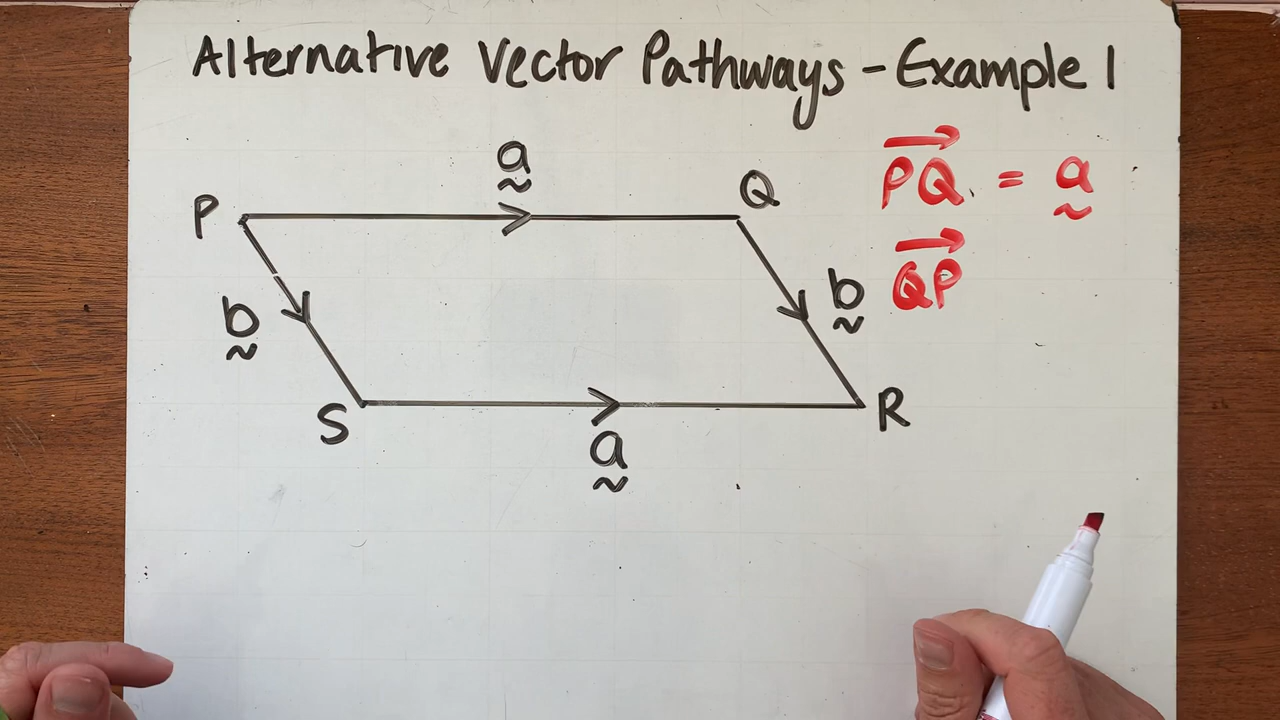 Alternative Vector Pathways - Example 1
PQ = a
a
P
Q
QP
b
b
S
R
a